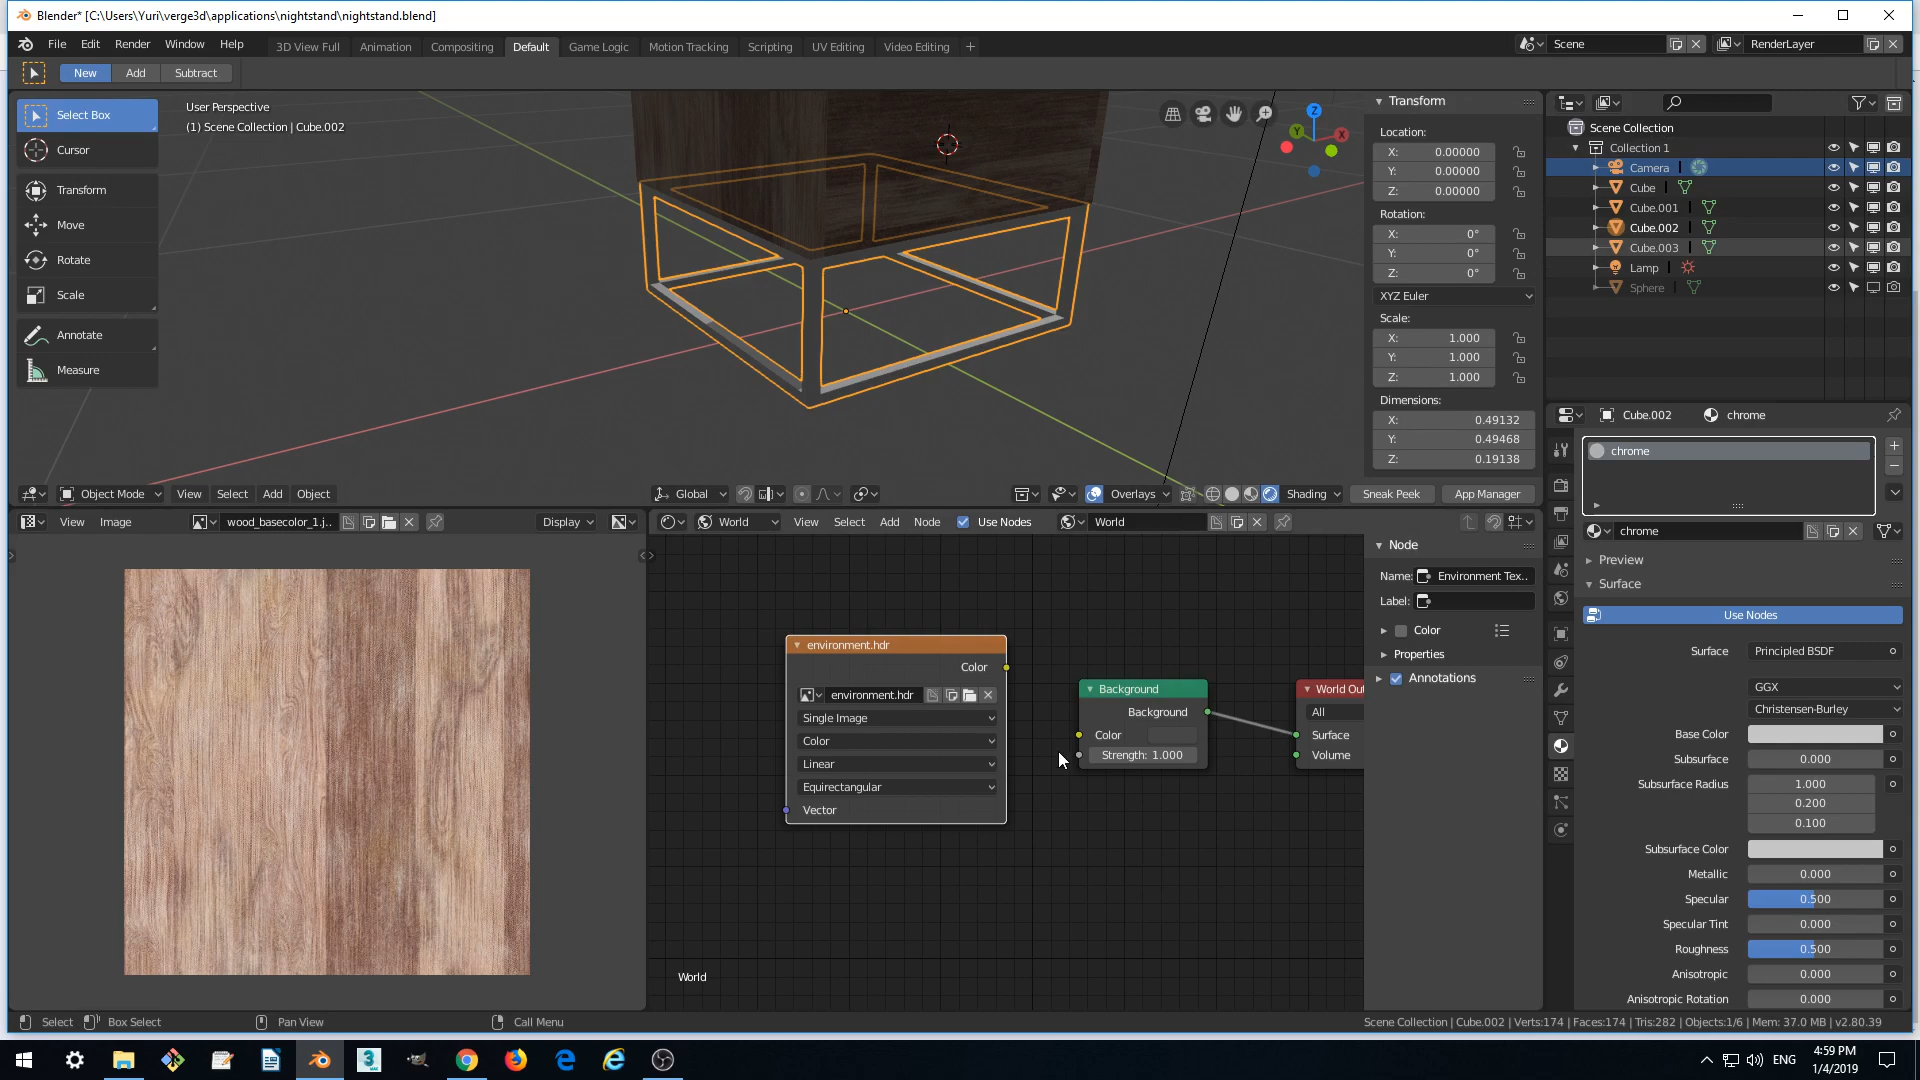 Blender* [C:\Users\Yuri\verge3d\applications\nightstand\nightstand.blend]
File Edit Render Window Help 3D View Full Animation Compositing Default Game Logic Motion Tracking Scripting UV Editing Video Editing + Scene RenderLayer
New Add Subtract
Select Box
Cursor
Transform
Move
Rotate
Scale
Annotate
Measure
User Perspective
(1) Scene Collection | Cube.002
Z
Y
X
Transform
Location:
X: 0.00000
Y: 0.00000
Z: 0.00000
Rotation:
X: 0°
Y: 0°
Z: 0°
XYZ Euler
Scale:
X: 1.000
Y: 1.000
Z: 1.000
Dimensions:
X: 0.49132
Y: 0.49468
Z: 0.19138
Scene Collection
Collection 1
Camera
Cube
Cube.001
Cube.002
Cube.003
Lamp
Sphere
Object Mode View Select Add Object Global Overlays Shading Sneak Peek App Manager
View Image wood_basecolor_1.j.. Display
World View Select Add Node Use Nodes World
environment.hdr
Color
environment.hdr
Single Image
Color
Linear
Equirectangular
Vector
Background
Background
Color
Strength: 1.000
World Out
All
Surface
Volume
World
Node
Name: Environment Tex..
Label:
Color
Properties
Annotations
Cube.002 chrome
chrome
chrome
Preview
Surface
Use Nodes
Surface Principled BSDF
GGX
Christensen-Burley
Base Color
Subsurface 0.000
Subsurface Radius 1.000
0.200
0.100
Subsurface Color
Metallic 0.000
Specular 0.500
Specular Tint 0.000
Roughness 0.500
Anisotropic 0.000
Anisotropic Rotation 0.000
Select Box Select Pan View Call Menu Scene Collection | Cube.002 | Verts:174 | Faces:174 | Tris:282 | Objects:1/6 | Mem: 37.0 MB | v2.80.39
ENG
4:59 PM
1/4/2019